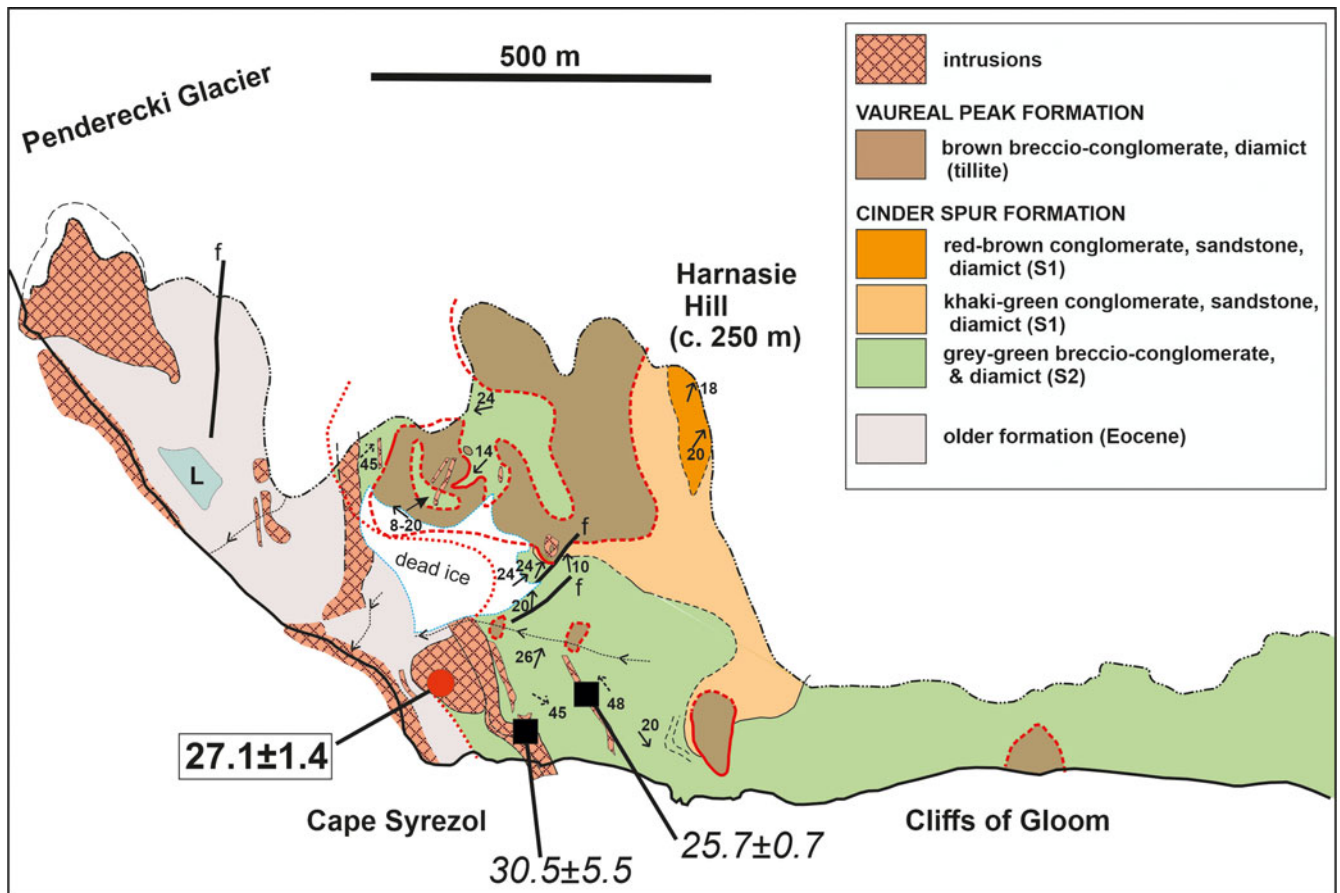 Penderecki Glacier
500 m
intrusions
VAUREAL PEAK FORMATION
brown breccio-conglomerate, diamict
(tillite)
CINDER SPUR FORMATION
red-brown conglomerate, sandstone,
diamict (S1)
khaki-green conglomerate, sandstone,
diamict (S1)
grey-green breccio-conglomerate,
& diamict (S2)
older formation (Eocene)
f
Harnasie
Hill
(c. 250 m)
18
24
20
14
45
L
8-20
f
dead ice
24
24
10
f
20
26
45
48
20
27.1±1.4
Cape Syrezol
Cliffs of Gloom
30.5±5.5
25.7±0.7